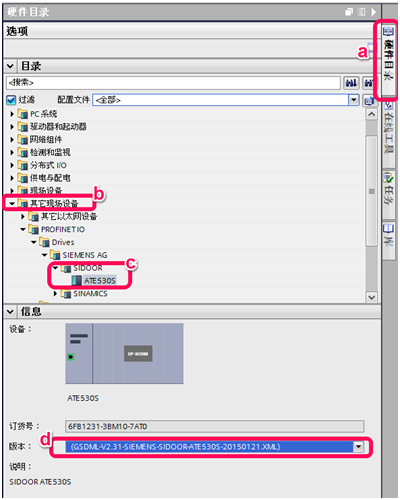 硬件目录
选项
a
硬件目录
目录
<搜索>
过滤 配置文件 <全部>
PC 系统
驱动器和起动器
网络组件
检测和监视
分布式 I/O
供电与配电
现场设备
b
其它现场设备
其它以太网设备
PROFINET IO
Drives
SIEMENS AG
c
SIDOOR
ATE530S
SINAMICS
在线工具
任务
库
信息
设备：
ATE530S
订货号： 6FB1231-3BM10-7AT0
d
版本： (GSDML-V2.31-SIEMENS-SIDOOR-ATE530S-20150121.XML)
说明：
SIDOOR ATE530S